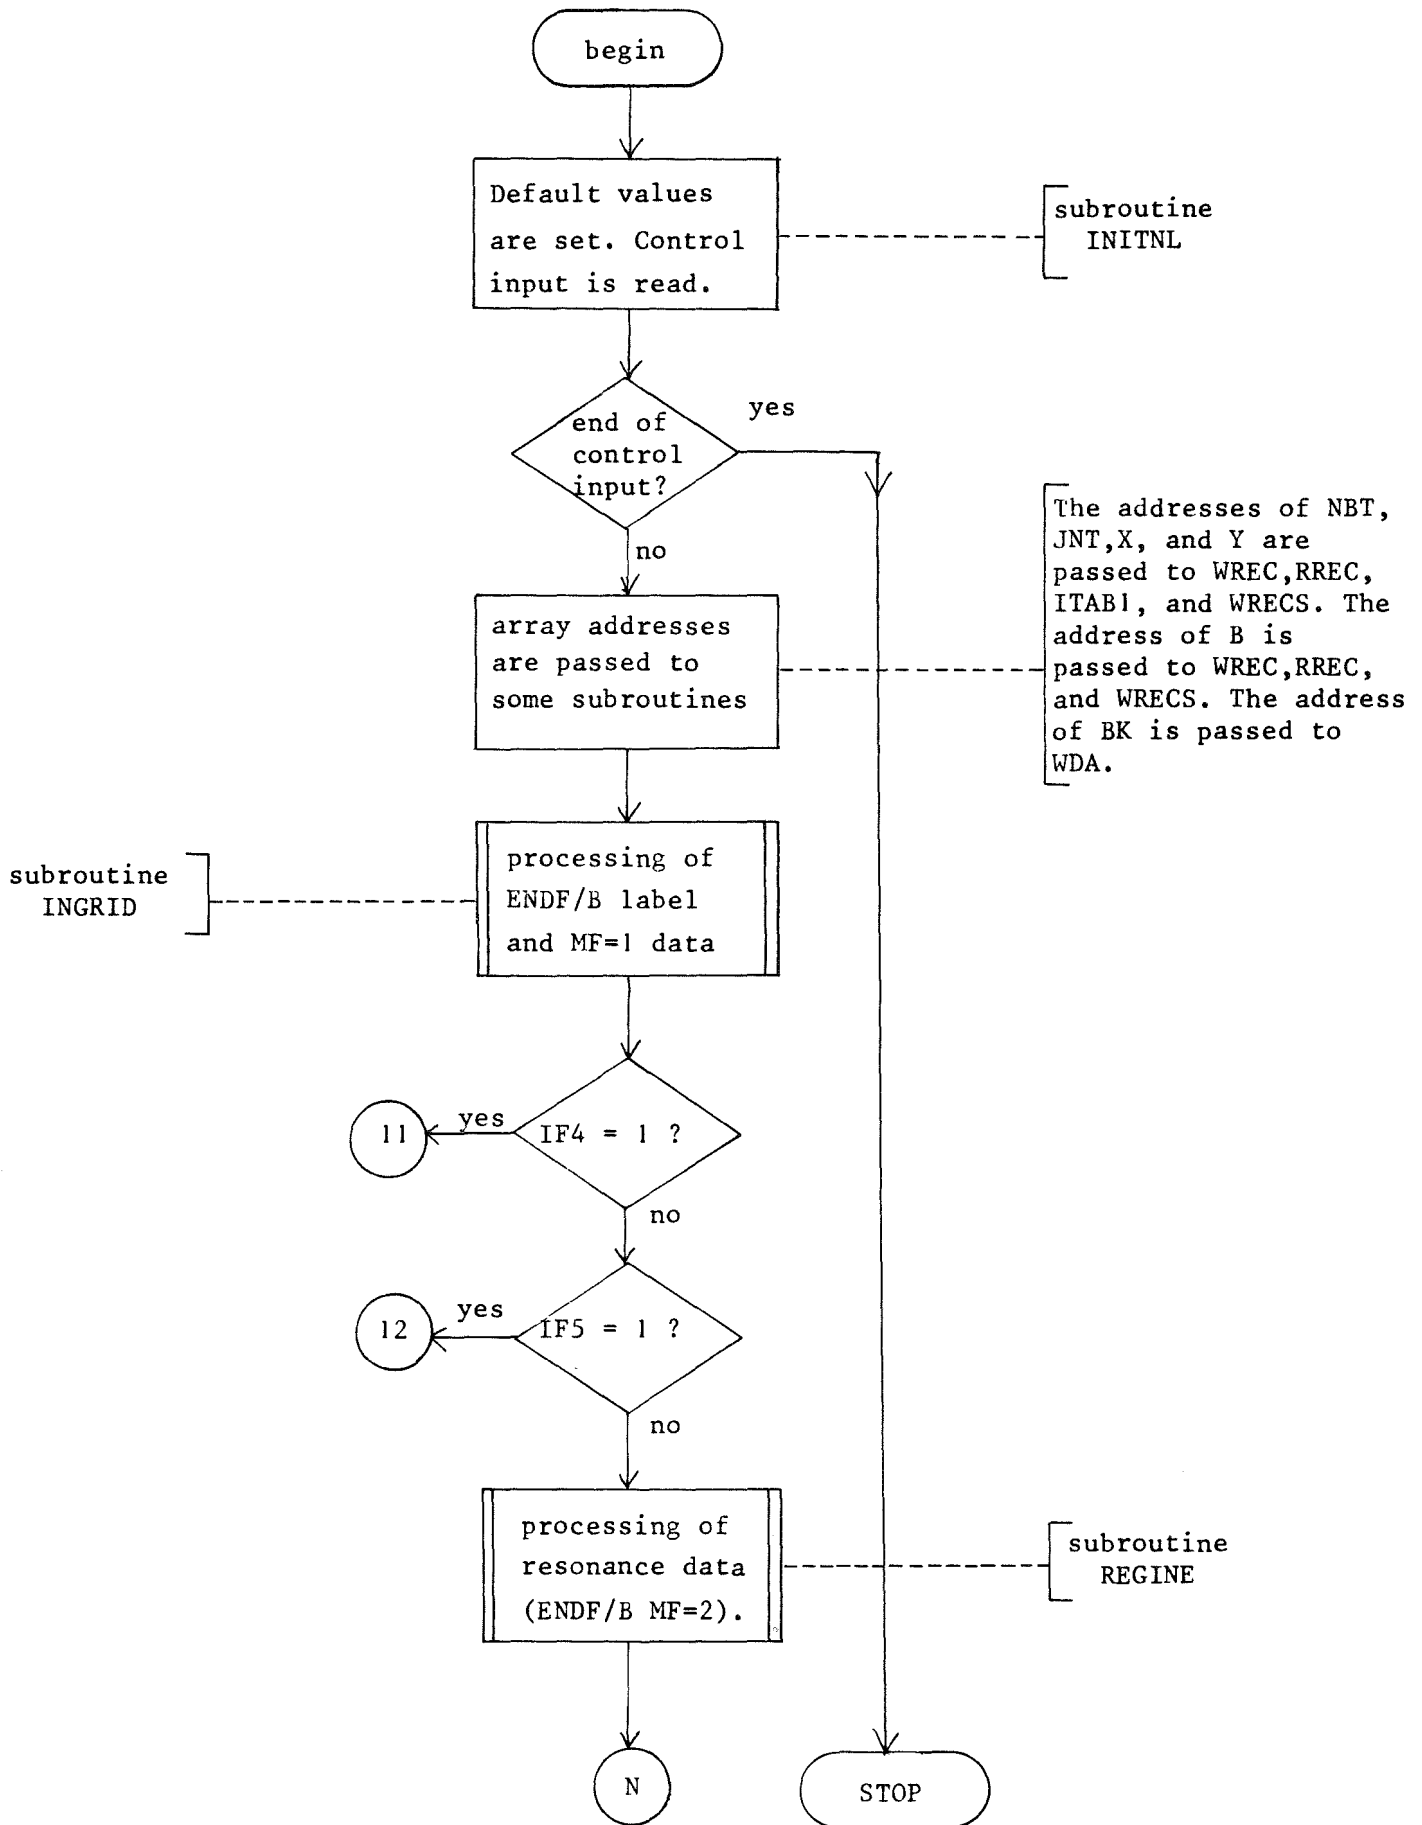 begin
Default values
are set. Control
input is read.
subroutine
INITNL
end of
control
input?
yes
no
array addresses
are passed to
some subroutines
The addresses of NBT,
JNT,X, and Y are
passed to WREC,RREC,
ITAB1, and WRECS. The
address of B is
passed to WREC,RREC,
and WRECS. The address
of BK is passed to
WDA.
processing of
ENDF/B label
and MF=1 data
subroutine
INGRID
IF4 = 1 ?
yes
11
no
IF5 = 1 ?
yes
12
no
processing of
resonance data
(ENDF/B MF=2).
subroutine
REGINE
N
STOP